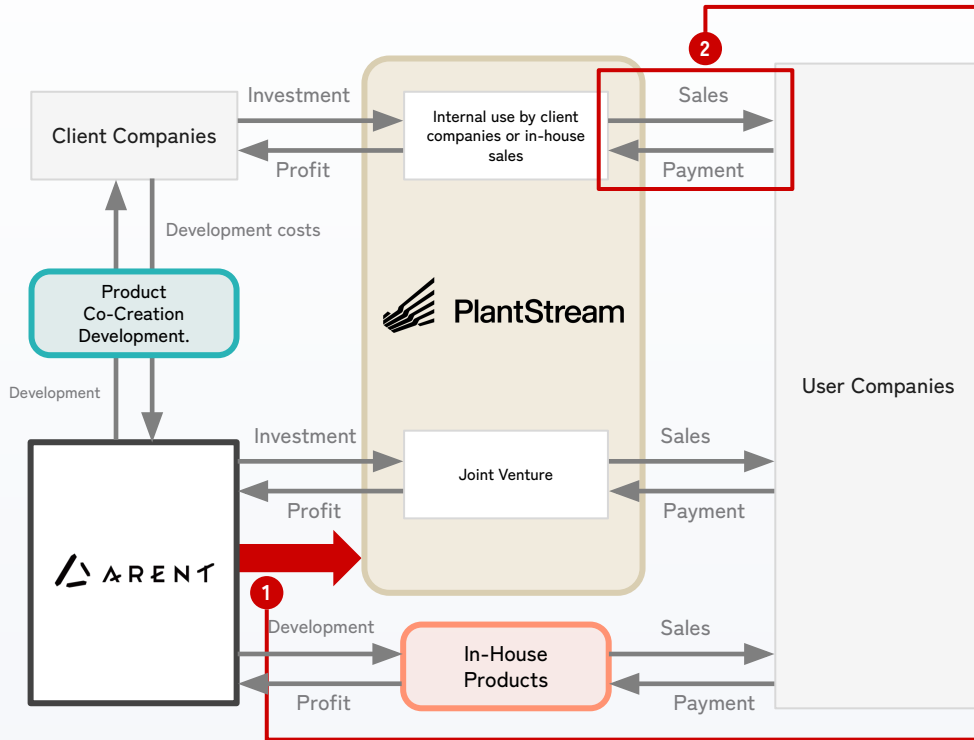 2
Investment
Sales
Client Companies
Internal use by client
companies or in-house
sales
Profit
Payment
Development costs
Product
Co-Creation
Development.
PlantStream
User Companies
Development
Investment
Sales
Joint Venture
Profit
Payment
ARENT
1
Development
Sales
In-House
Products
Profit
Payment